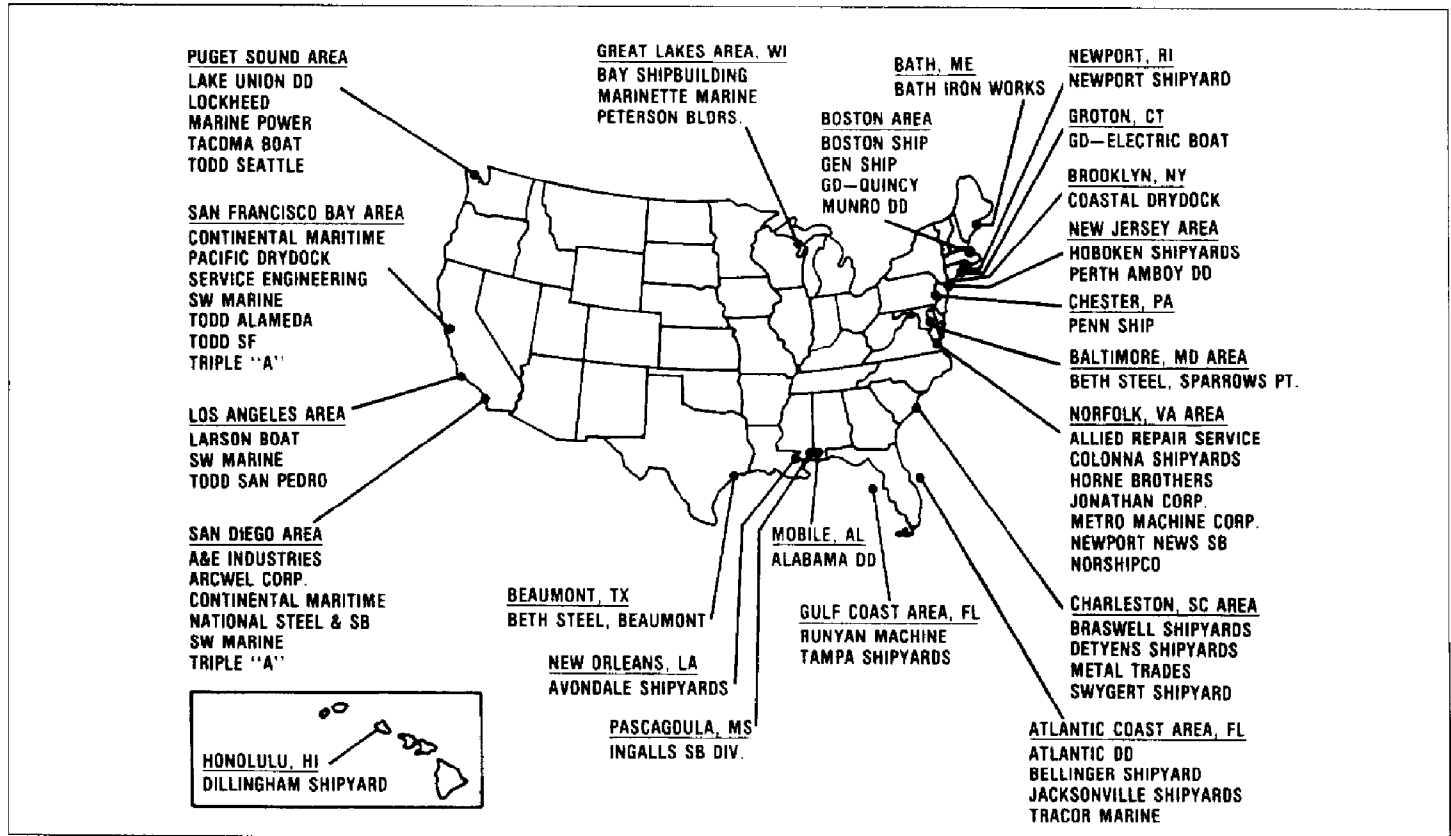 PUGET SOUND AREA
LAKE UNION DD
LOCKHEED
MARINE POWER
TACOMA BOAT
TODD SEATTLE
SAN FRANCISCO BAY AREA
CONTINENTAL MARITIME
PACIFIC DRYDOCK
SERVICE ENGINEERING
SW MARINE
TODD ALAMEDA
TODD SF
TRIPLE "A"
LOS ANGELES AREA
LARSON BOAT
SW MARINE
TODD SAN PEDRO
SAN DIEGO AREA
A&E INDUSTRIES
ARCWEL CORP.
CONTINENTAL MARITIME
NATIONAL STEEL & SB
SW MARINE
TRIPLE "A"
HONOLULU, HI
DILLINGHAM SHIPYARD
GREAT LAKES AREA, WI
BAY SHIPBUILDING
MARINETTE MARINE
PETERSON BLDRS.
BATH, ME
BATH IRON WORKS
BOSTON AREA
BOSTON SHIP
GEN SHIP
GD—QUINCY
MUNRO DD
NEWPORT, RI
NEWPORT SHIPYARD
GROTON, CT
GD—ELECTRIC BOAT
BROOKLYN, NY
COASTAL DRYDOCK
NEW JERSEY AREA
HOBOKEN SHIPYARDS
PERTH AMBOY DD
CHESTER, PA
PENN SHIP
BALTIMORE, MD AREA
BETH STEEL, SPARROWS PT.
NORFOLK, VA AREA
ALLIED REPAIR SERVICE
COLONNA SHIPYARDS
HORNE BROTHERS
JONATHAN CORP.
METRO MACHINE CORP.
NEWPORT NEWS SB
NORSHIPCO
CHARLESTON, SC AREA
BRASWELL SHIPYARDS
DETYENS SHIPYARDS
METAL TRADES
SWYGERT SHIPYARD
ATLANTIC COAST AREA, FL
ATLANTIC DD
BELLINGER SHIPYARD
JACKSONVILLE SHIPYARDS
TRACOR MARINE
MOBILE, AL
ALABAMA DD
GULF COAST AREA, FL
RUNYAN MACHINE
TAMPA SHIPYARDS
BEAUMONT, TX
BETH STEEL, BEAUMONT
NEW ORLEANS, LA
AVONDALE SHIPYARDS
PASCAGOULA, MS
INGALLS SB DIV.